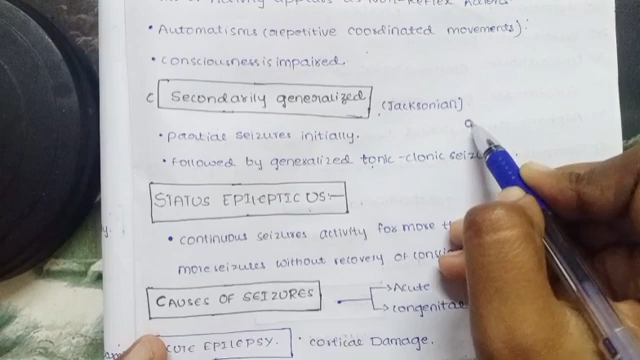 • Automatisms (repetitive coordinated movements).
• consciousness is impaired.
c. Secondarily generalized (Jacksonian)
• partial seizures initially.
• followed by generalized tonic-clonic
STATUS EPILEPTICUS:-
• continuous seizures activity for more
more seizures without recovery of
CAUSES OF SEIZURES → Acute
→ congenital
EPILEPSY. • cortical Damage.